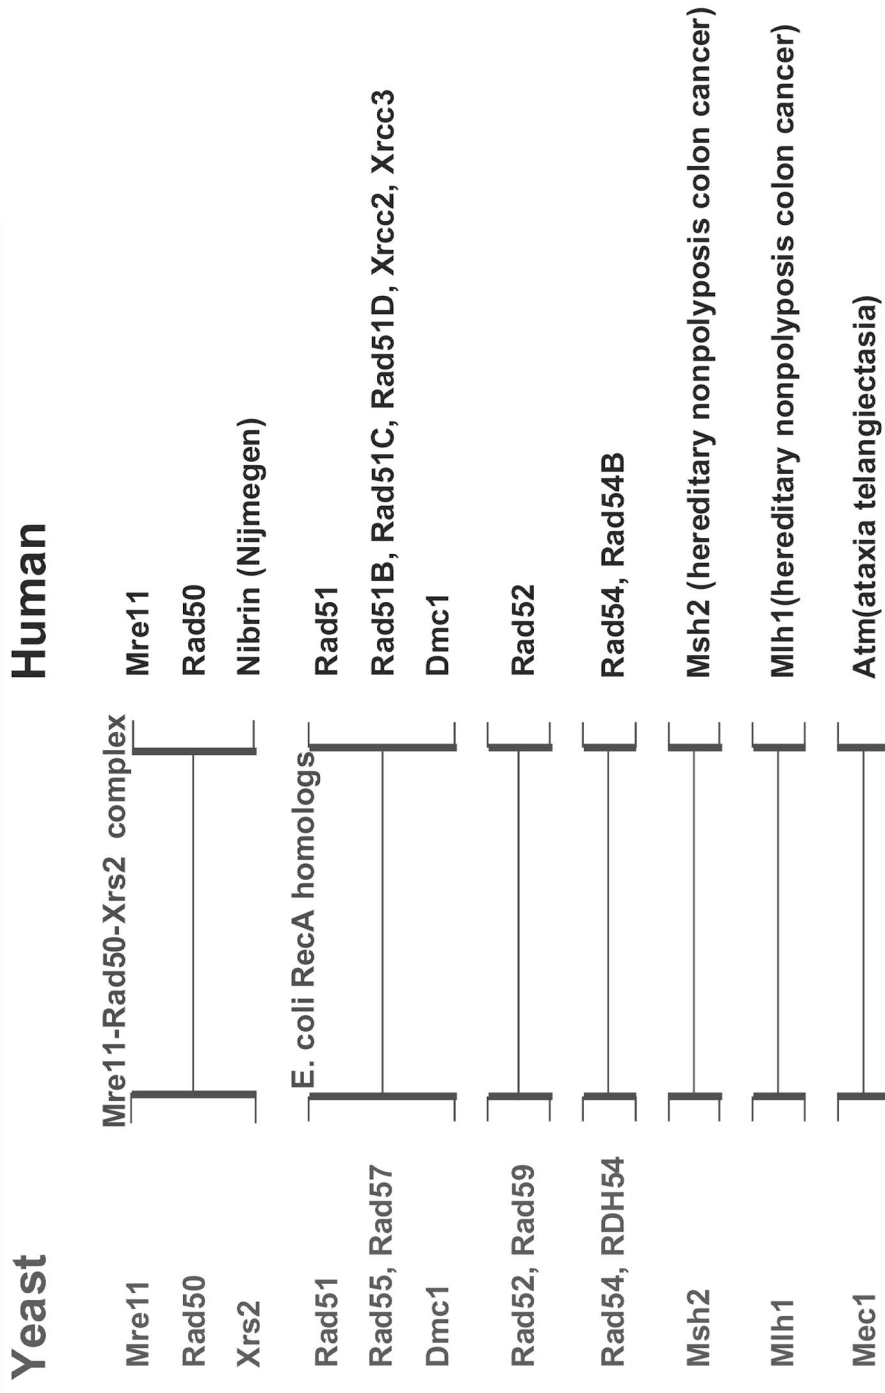 Yeast Human
Mre11-Rad50-Xrs2 complex
Mre11 Mre11
Rad50 Rad50
Xrs2 Nibrin (Nijmegen)
E. coli RecA homologs
Rad51 Rad51
Rad55, Rad57 Rad51B, Rad51C, Rad51D, Xrcc2, Xrcc3
Dmc1 Dmc1
Rad52, Rad59 Rad52
Rad54, RDH54 Rad54, Rad54B
Msh2 Msh2 (hereditary nonpolyposis colon cancer)
Mlh1 Mlh1(hereditary nonpolyposis colon cancer)
Mec1 Atm(ataxia telangiectasia)